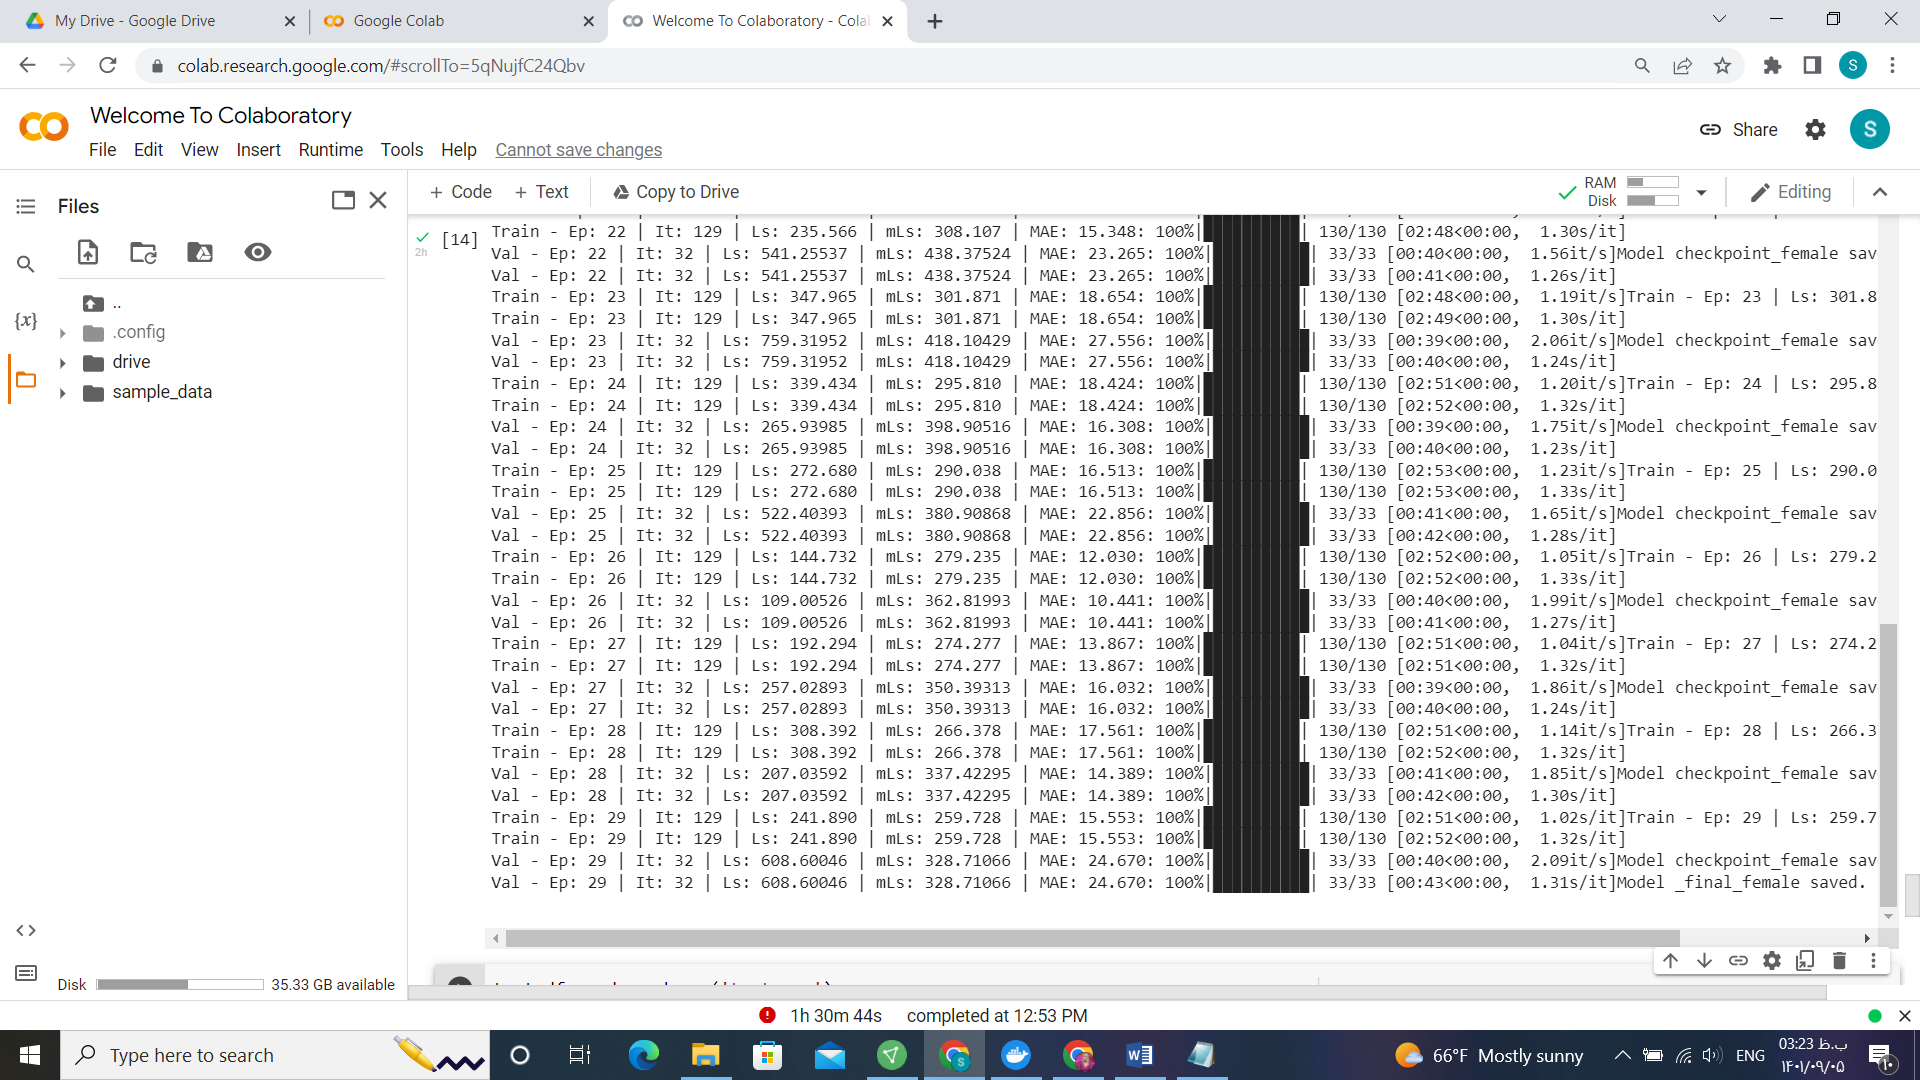 My Drive - Google Drive
Google Colab
Welcome To Colaboratory - Cola
colab.research.google.com/#scrollTo=5qNujfC24Qbv
S
Welcome To Colaboratory
File Edit View Insert Runtime Tools Help Cannot save changes
Share
S
Files
+ Code + Text Copy to Drive
RAM
Disk
Editing
{x}
..
.config
drive
sample_data
Disk 35.33 GB available
[14]
2h
Train - Ep: 22 | It: 129 | Ls: 235.566 | mLs: 308.107 | MAE: 15.348: 100%|██████████| 130/130 [02:48<00:00, 1.30s/it]
Val - Ep: 22 | It: 32 | Ls: 541.25537 | mLs: 438.37524 | MAE: 23.265: 100%|██████████| 33/33 [00:40<00:00, 1.56it/s]Model checkpoint_female sav
Val - Ep: 22 | It: 32 | Ls: 541.25537 | mLs: 438.37524 | MAE: 23.265: 100%|██████████| 33/33 [00:41<00:00, 1.26s/it]
Train - Ep: 23 | It: 129 | Ls: 347.965 | mLs: 301.871 | MAE: 18.654: 100%|██████████| 130/130 [02:48<00:00, 1.19it/s]Train - Ep: 23 | Ls: 301.8
Train - Ep: 23 | It: 129 | Ls: 347.965 | mLs: 301.871 | MAE: 18.654: 100%|██████████| 130/130 [02:49<00:00, 1.30s/it]
Val - Ep: 23 | It: 32 | Ls: 759.31952 | mLs: 418.10429 | MAE: 27.556: 100%|██████████| 33/33 [00:39<00:00, 2.06it/s]Model checkpoint_female sav
Val - Ep: 23 | It: 32 | Ls: 759.31952 | mLs: 418.10429 | MAE: 27.556: 100%|██████████| 33/33 [00:40<00:00, 1.24s/it]
Train - Ep: 24 | It: 129 | Ls: 339.434 | mLs: 295.810 | MAE: 18.424: 100%|██████████| 130/130 [02:51<00:00, 1.20it/s]Train - Ep: 24 | Ls: 295.8
Train - Ep: 24 | It: 129 | Ls: 339.434 | mLs: 295.810 | MAE: 18.424: 100%|██████████| 130/130 [02:52<00:00, 1.32s/it]
Val - Ep: 24 | It: 32 | Ls: 265.93985 | mLs: 398.90516 | MAE: 16.308: 100%|██████████| 33/33 [00:39<00:00, 1.75it/s]Model checkpoint_female sav
Val - Ep: 24 | It: 32 | Ls: 265.93985 | mLs: 398.90516 | MAE: 16.308: 100%|██████████| 33/33 [00:40<00:00, 1.23s/it]
Train - Ep: 25 | It: 129 | Ls: 272.680 | mLs: 290.038 | MAE: 16.513: 100%|██████████| 130/130 [02:53<00:00, 1.23it/s]Train - Ep: 25 | Ls: 290.0
Train - Ep: 25 | It: 129 | Ls: 272.680 | mLs: 290.038 | MAE: 16.513: 100%|██████████| 130/130 [02:53<00:00, 1.33s/it]
Val - Ep: 25 | It: 32 | Ls: 522.40393 | mLs: 380.90868 | MAE: 22.856: 100%|██████████| 33/33 [00:41<00:00, 1.65it/s]Model checkpoint_female sav
Val - Ep: 25 | It: 32 | Ls: 522.40393 | mLs: 380.90868 | MAE: 22.856: 100%|██████████| 33/33 [00:42<00:00, 1.28s/it]
Train - Ep: 26 | It: 129 | Ls: 144.732 | mLs: 279.235 | MAE: 12.030: 100%|██████████| 130/130 [02:52<00:00, 1.05it/s]Train - Ep: 26 | Ls: 279.2
Train - Ep: 26 | It: 129 | Ls: 144.732 | mLs: 279.235 | MAE: 12.030: 100%|██████████| 130/130 [02:52<00:00, 1.33s/it]
Val - Ep: 26 | It: 32 | Ls: 109.00526 | mLs: 362.81993 | MAE: 10.441: 100%|██████████| 33/33 [00:40<00:00, 1.99it/s]Model checkpoint_female sav
Val - Ep: 26 | It: 32 | Ls: 109.00526 | mLs: 362.81993 | MAE: 10.441: 100%|██████████| 33/33 [00:41<00:00, 1.27s/it]
Train - Ep: 27 | It: 129 | Ls: 192.294 | mLs: 274.277 | MAE: 13.867: 100%|██████████| 130/130 [02:51<00:00, 1.04it/s]Train - Ep: 27 | Ls: 274.2
Train - Ep: 27 | It: 129 | Ls: 192.294 | mLs: 274.277 | MAE: 13.867: 100%|██████████| 130/130 [02:51<00:00, 1.32s/it]
Val - Ep: 27 | It: 32 | Ls: 257.02893 | mLs: 350.39313 | MAE: 16.032: 100%|██████████| 33/33 [00:39<00:00, 1.86it/s]Model checkpoint_female sav
Val - Ep: 27 | It: 32 | Ls: 257.02893 | mLs: 350.39313 | MAE: 16.032: 100%|██████████| 33/33 [00:40<00:00, 1.24s/it]
Train - Ep: 28 | It: 129 | Ls: 308.392 | mLs: 266.378 | MAE: 17.561: 100%|██████████| 130/130 [02:51<00:00, 1.14it/s]Train - Ep: 28 | Ls: 266.3
Train - Ep: 28 | It: 129 | Ls: 308.392 | mLs: 266.378 | MAE: 17.561: 100%|██████████| 130/130 [02:52<00:00, 1.32s/it]
Val - Ep: 28 | It: 32 | Ls: 207.03592 | mLs: 337.42295 | MAE: 14.389: 100%|██████████| 33/33 [00:41<00:00, 1.85it/s]Model checkpoint_female sav
Val - Ep: 28 | It: 32 | Ls: 207.03592 | mLs: 337.42295 | MAE: 14.389: 100%|██████████| 33/33 [00:42<00:00, 1.30s/it]
Train - Ep: 29 | It: 129 | Ls: 241.890 | mLs: 259.728 | MAE: 15.553: 100%|██████████| 130/130 [02:51<00:00, 1.02it/s]Train - Ep: 29 | Ls: 259.7
Train - Ep: 29 | It: 129 | Ls: 241.890 | mLs: 259.728 | MAE: 15.553: 100%|██████████| 130/130 [02:52<00:00, 1.32s/it]
Val - Ep: 29 | It: 32 | Ls: 608.60046 | mLs: 328.71066 | MAE: 24.670: 100%|██████████| 33/33 [00:40<00:00, 2.09it/s]Model checkpoint_female sav
Val - Ep: 29 | It: 32 | Ls: 608.60046 | mLs: 328.71066 | MAE: 24.670: 100%|██████████| 33/33 [00:43<00:00, 1.31s/it]Model _final_female saved.
1h 30m 44s completed at 12:53 PM
Type here to search
66°F Mostly sunny
ENG
03:23 ب.ظ
۱۴۰۱/۰۹/۰۵